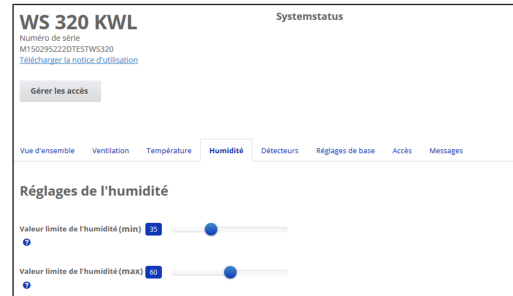 WS 320 KWL
Systemstatus
Numéro de série
M150295222DTESTWS320
Télécharger la notice d'utilisation
Gérer les accès
Vue d'ensemble Ventilation Température Humidité Détecteurs Réglages de base Accès Messages
Réglages de l'humidité
Valeur limite de l'humidité (min) 35
?
Valeur limite de l'humidité (max) 60
?